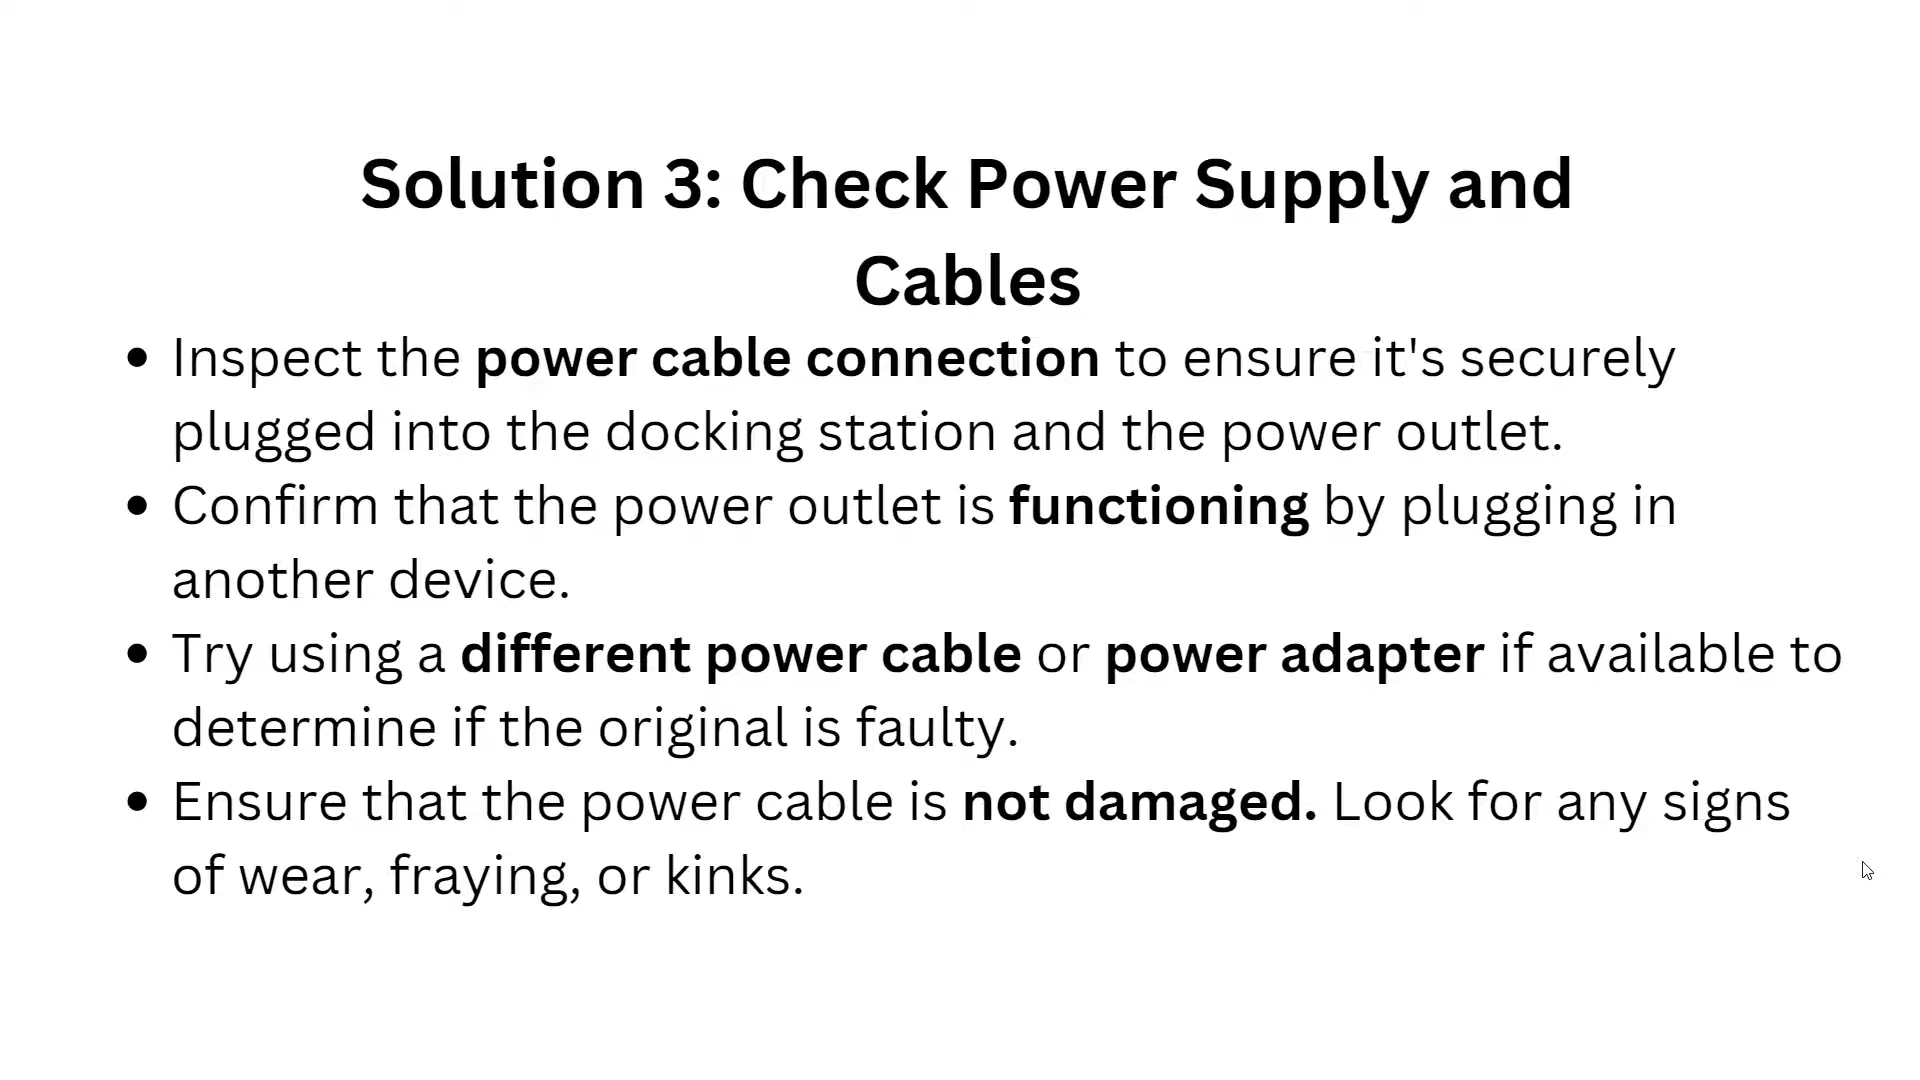 Solution 3: Check Power Supply and
Cables
• Inspect the power cable connection to ensure it's securely
plugged into the docking station and the power outlet.
• Confirm that the power outlet is functioning by plugging in
another device.
• Try using a different power cable or power adapter if available to
determine if the original is faulty.
• Ensure that the power cable is not damaged. Look for any signs
of wear, fraying, or kinks.